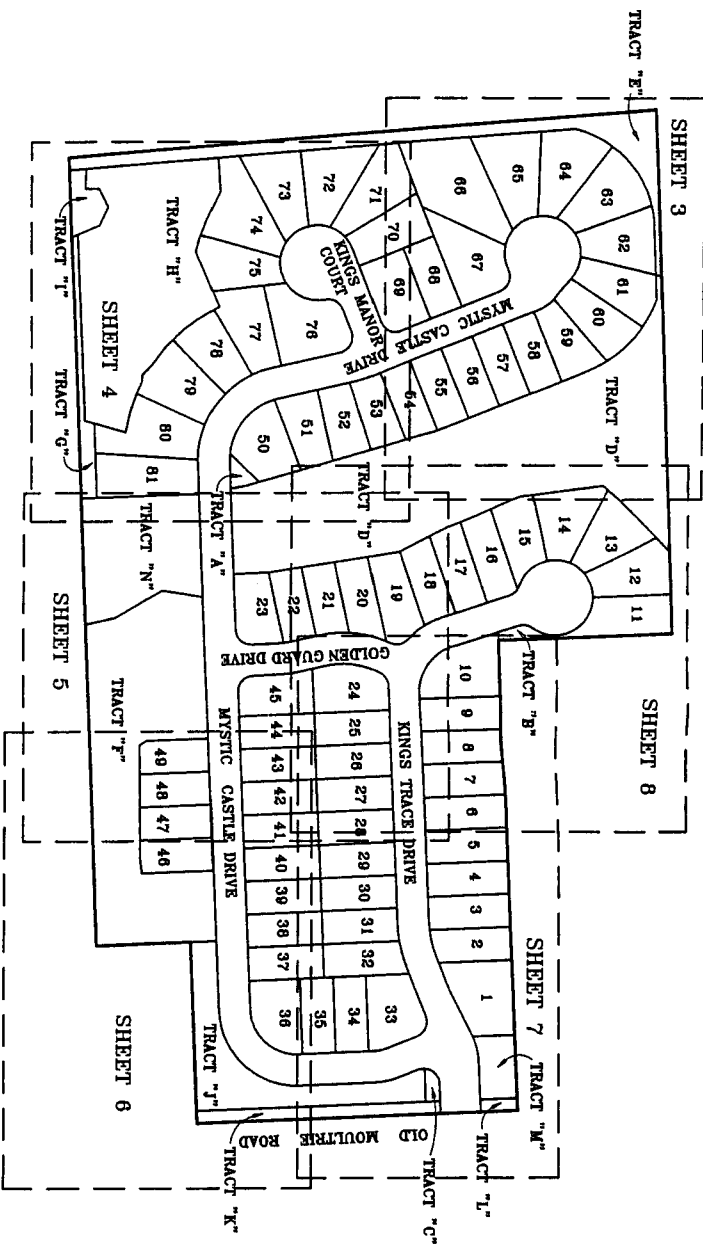 TRACT "E"
SHEET 3
64
63
65
62
66
61
67
60
59
58
57
56
55
54
53
52
51
50
MYSTIC CASTLE DRIVE
68
69
70
71
72
73
74
75
KINGS MANOR
COURT
76
77
78
79
80
81
TRACT "H"
TRACT "I"
SHEET 4
TRACT "G"
TRACT "D"
TRACT "D"
TRACT "A"
TRACT "N"
SHEET 5
14
13
12
11
15
16
17
18
19
20
21
22
23
TRACT "B"
SHEET 8
GOLDEN GUARD DRIVE
10
9
8
7
6
5
4
3
2
1
KINGS TRACE DRIVE
24
25
26
27
28
29
30
31
32
33
34
35
36
45
44
43
42
41
40
39
38
37
MYSTIC CASTLE DRIVE
TRACT "F"
49
48
47
46
SHEET 7
TRACT "M"
TRACT "L"
TRACT "C"
OLD MOULTRIE ROAD
TRACT "J"
TRACT "K"
SHEET 6